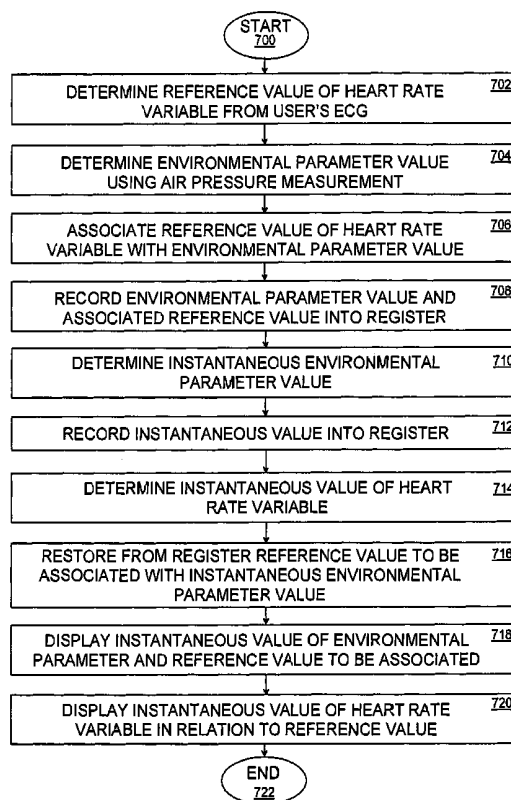 START
700
DETERMINE REFERENCE VALUE OF HEART RATE
VARIABLE FROM USER'S ECG
702
DETERMINE ENVIRONMENTAL PARAMETER VALUE
USING AIR PRESSURE MEASUREMENT
704
ASSOCIATE REFERENCE VALUE OF HEART RATE
VARIABLE WITH ENVIRONMENTAL PARAMETER VALUE
706
RECORD ENVIRONMENTAL PARAMETER VALUE AND
ASSOCIATED REFERENCE VALUE INTO REGISTER
708
DETERMINE INSTANTANEOUS ENVIRONMENTAL
PARAMETER VALUE
710
RECORD INSTANTANEOUS VALUE INTO REGISTER
712
DETERMINE INSTANTANEOUS VALUE OF HEART
RATE VARIABLE
714
RESTORE FROM REGISTER REFERENCE VALUE TO BE
ASSOCIATED WITH INSTANTANEOUS ENVIRONMENTAL
PARAMETER VALUE
716
DISPLAY INSTANTANEOUS VALUE OF ENVIRONMENTAL
PARAMETER AND REFERENCE VALUE TO BE ASSOCIATED
718
DISPLAY INSTANTANEOUS VALUE OF HEART RATE
VARIABLE IN RELATION TO REFERENCE VALUE
720
END
722